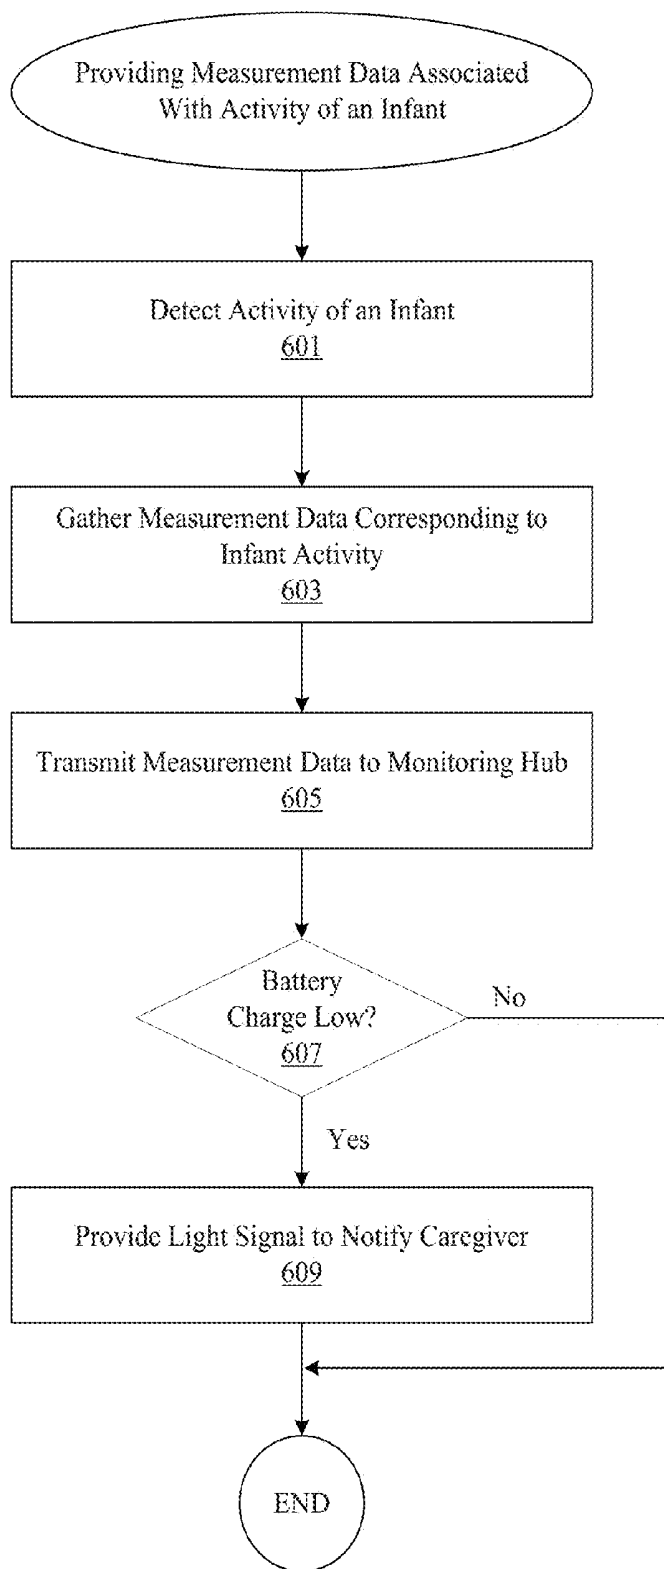 Providing Measurement Data Associated
With Activity of an Infant
Detect Activity of an Infant
601
Gather Measurement Data Corresponding to
Infant Activity
603
Transmit Measurement Data to Monitoring Hub
605
Battery
Charge Low?
607
No
Yes
Provide Light Signal to Notify Caregiver
609
END